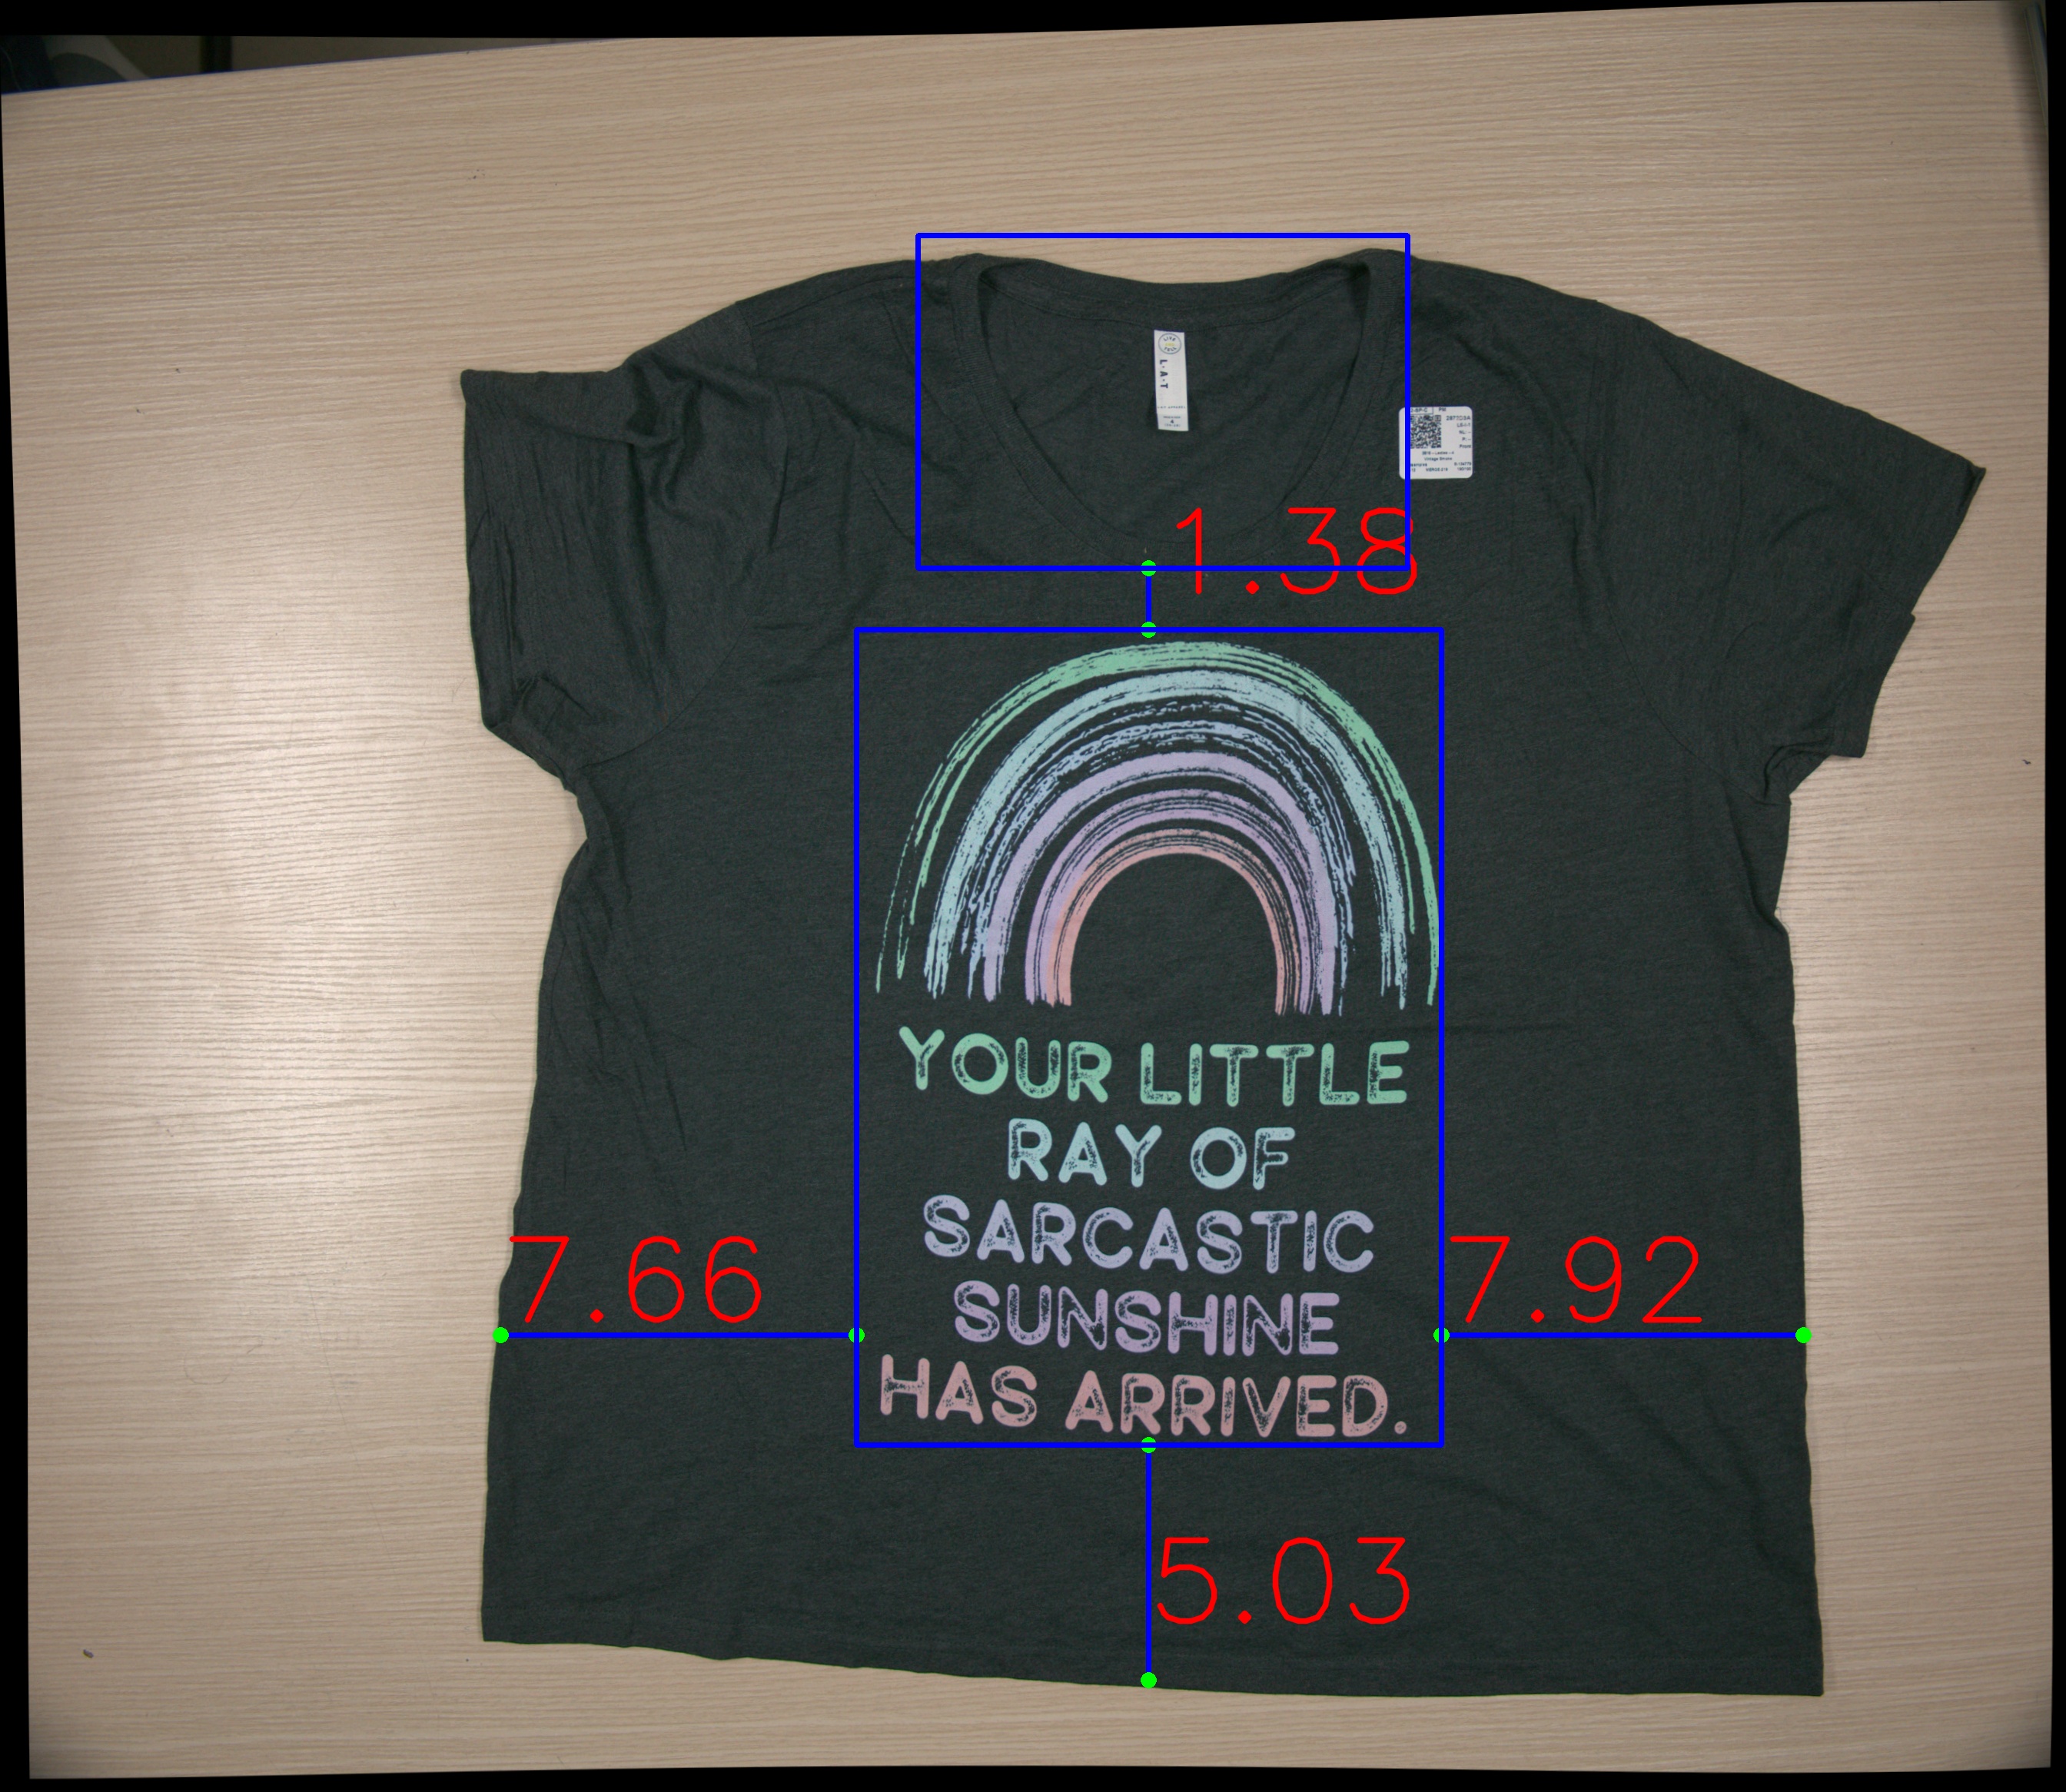 L·A·T
1.38
YOUR LITTLE
RAY OF
SARCASTIC
SUNSHINE
HAS ARRIVED.
7.66
7.92
5.03